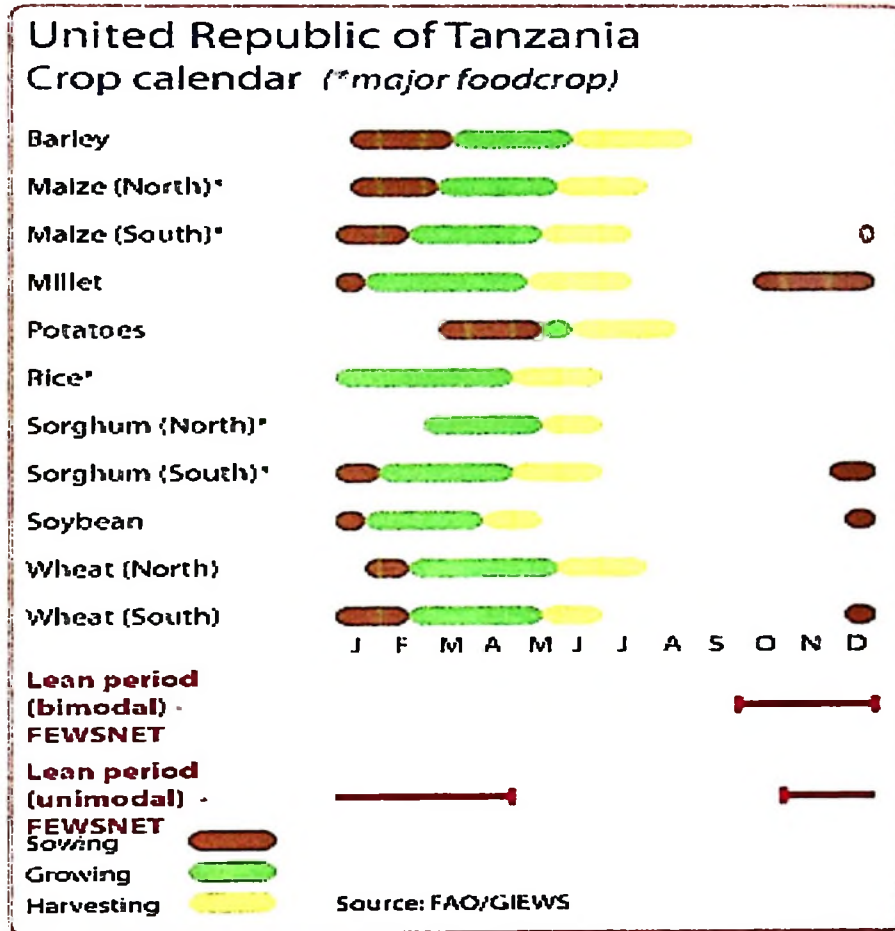 United Republic of Tanzania
Crop calendar (*major foodcrop)
Barley
Maize (North)*
Maize (South)*
Millet
Potatoes
Rice*
Sorghum (North)*
Sorghum (South)*
Soybean
Wheat (North)
Wheat (South)
J F M A M J J A S O N D
Lean period
(bimodal) -
FEWSNET
Lean period
(unimodal) -
FEWSNET
Sowing
Growing
Harvesting
Source: FAO/GIEWS